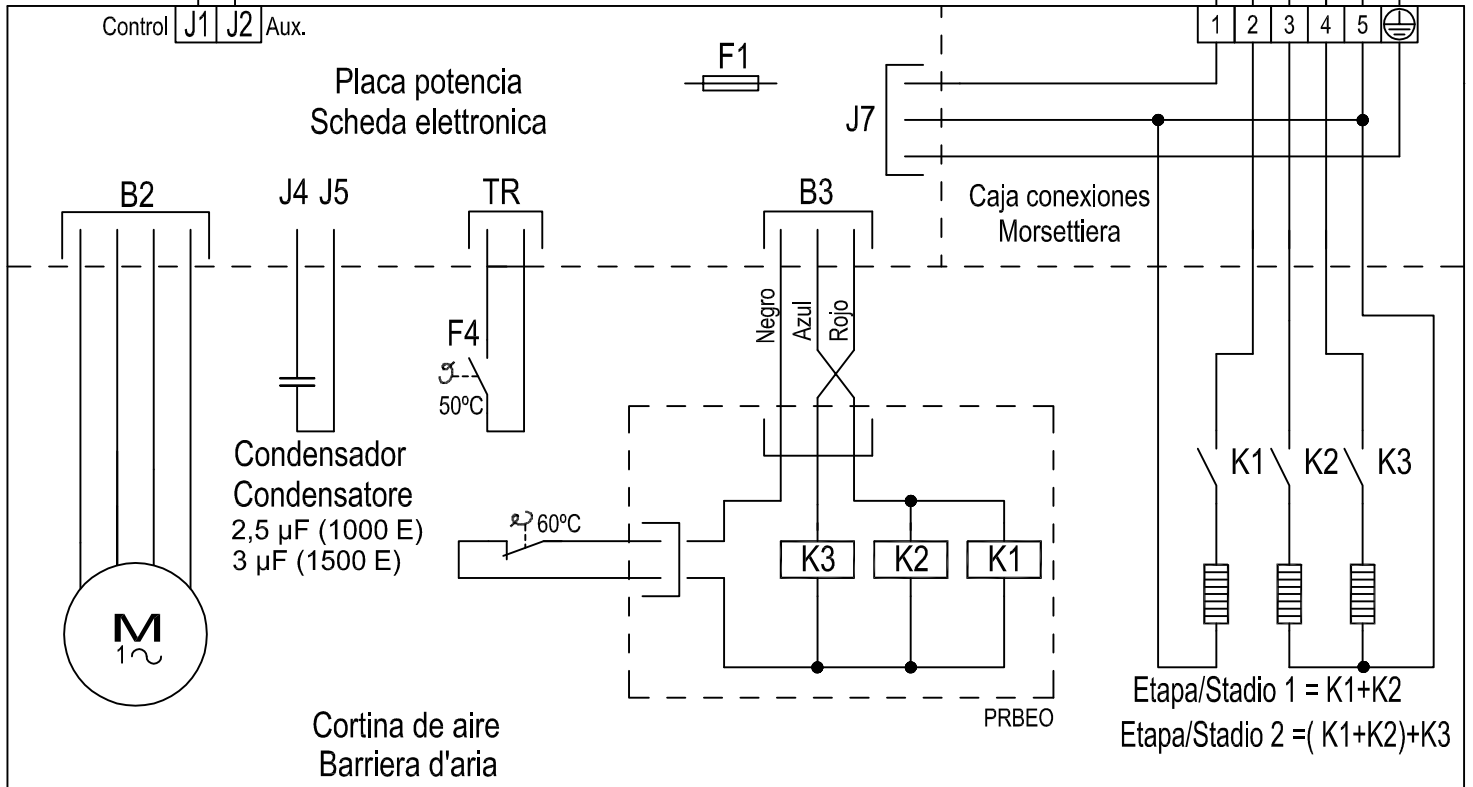 Control J1 J2 Aux.
1 2 3 4 5
F1
Placa potencia
Scheda elettronica
J7
B2
J4 J5
TR
B3
Caja conexiones
Morsettiera
Negro
Azul
Rojo
F4
50ºC
Condensador
Condensatore
2,5 µF (1000 E)
3 µF (1500 E)
60ºC
K3 K2 K1
K1 K2 K3
M
1~
PRBEO
Etapa/Stadio 1 = K1+K2
Etapa/Stadio 2 =( K1+K2)+K3
Cortina de aire
Barriera d'aria